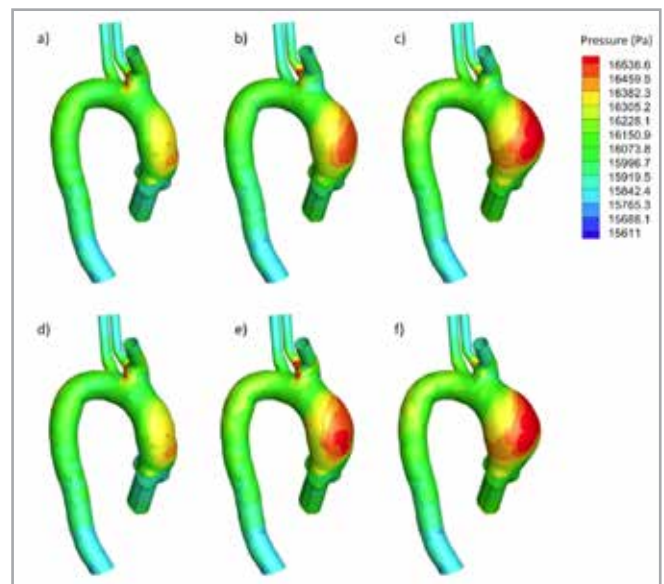 a)
b)
c)
Pressure [Pa]
16536.6
16459.5
16382.3
16305.2
16228.1
16150.9
16073.8
15996.7
15919.5
15842.4
15765.3
15688.1
15611
d)
e)
f)